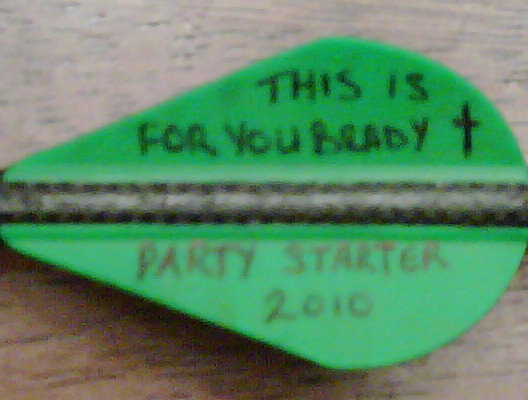 THIS IS
FOR YOU BRADY †
PARTY STARTER
2010